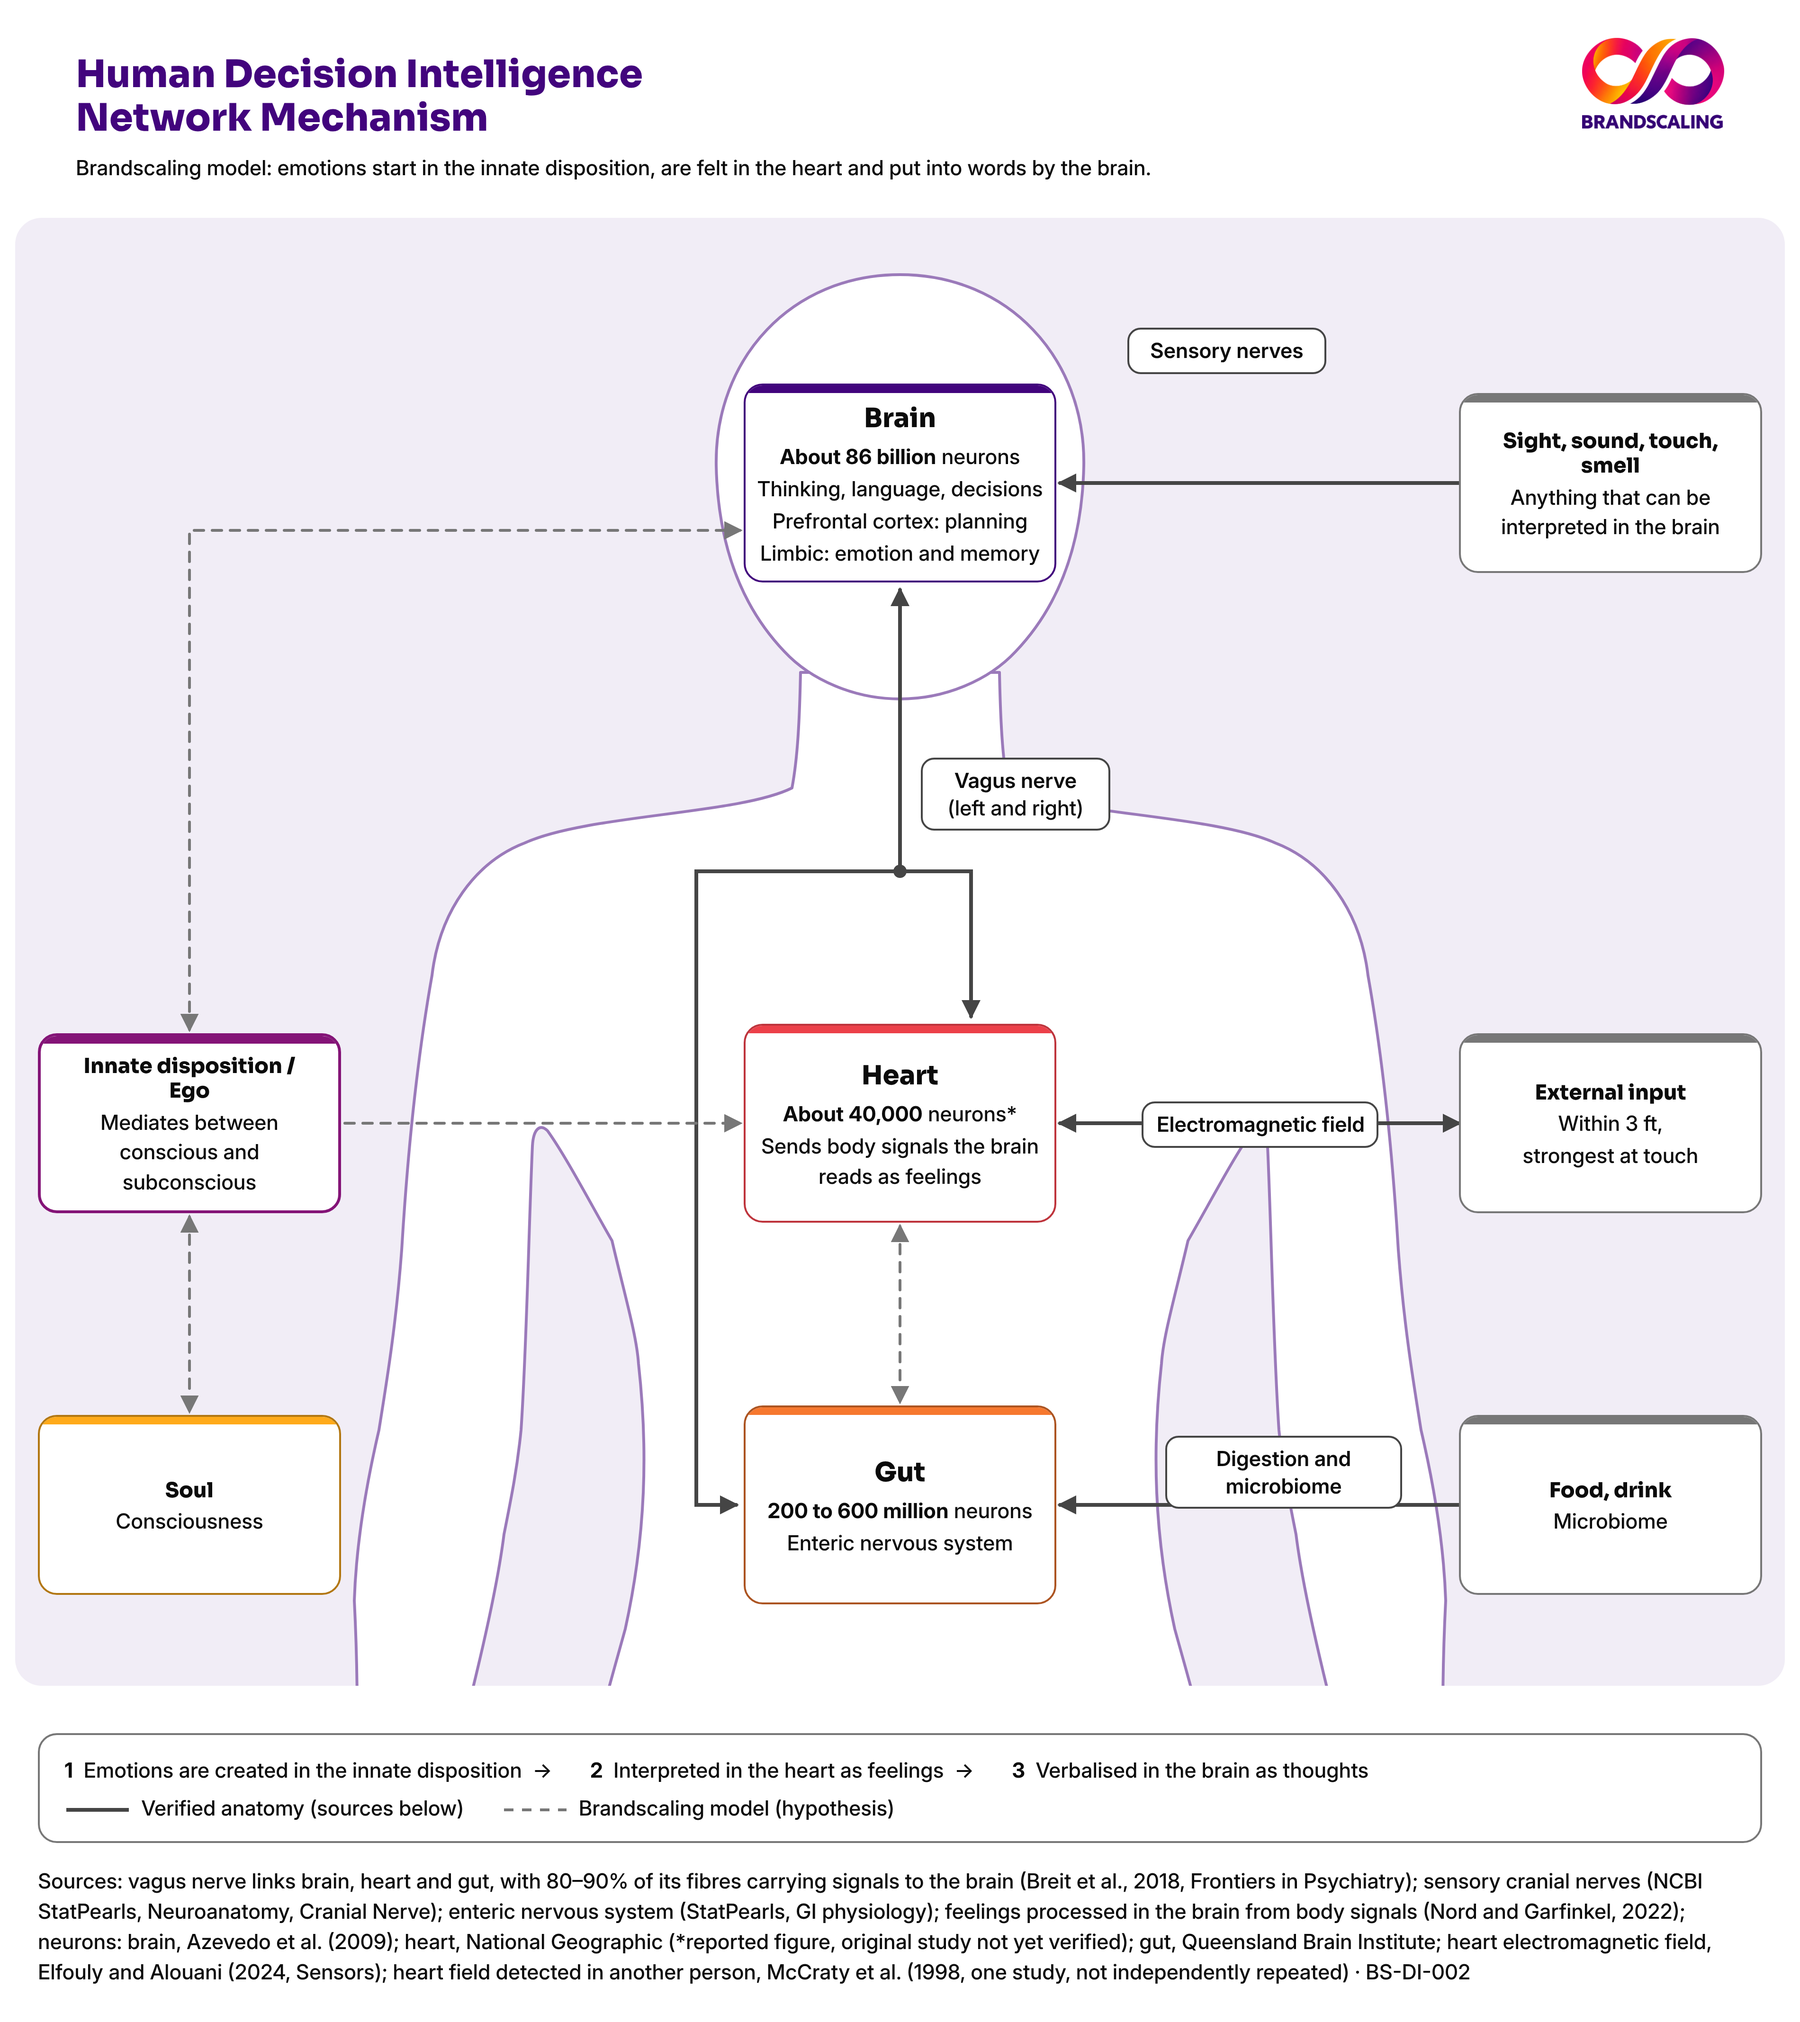 Human Decision Intelligence
Network Mechanism
BRANDSCALING
Brandscaling model: emotions start in the innate disposition, are felt in the heart and put into words by the brain.
Sensory nerves
Brain
About 86 billion neurons
Thinking, language, decisions
Prefrontal cortex: planning
Limbic: emotion and memory
Sight, sound, touch,
smell
Anything that can be
interpreted in the brain
Vagus nerve
(left and right)
Innate disposition /
Ego
Mediates between
conscious and
subconscious
Heart
About 40,000 neurons*
Sends body signals the brain
reads as feelings
Electromagnetic field
External input
Within 3 ft,
strongest at touch
Soul
Consciousness
Gut
200 to 600 million neurons
Enteric nervous system
Digestion and
microbiome
Food, drink
Microbiome
1 Emotions are created in the innate disposition → 2 Interpreted in the heart as feelings → 3 Verbalised in the brain as thoughts
Verified anatomy (sources below) Brandscaling model (hypothesis)
Sources: vagus nerve links brain, heart and gut, with 80–90% of its fibres carrying signals to the brain (Breit et al., 2018, Frontiers in Psychiatry); sensory cranial nerves (NCBI
StatPearls, Neuroanatomy, Cranial Nerve); enteric nervous system (StatPearls, GI physiology); feelings processed in the brain from body signals (Nord and Garfinkel, 2022);
neurons: brain, Azevedo et al. (2009); heart, National Geographic (*reported figure, original study not yet verified); gut, Queensland Brain Institute; heart electromagnetic field,
Elfouly and Alouani (2024, Sensors); heart field detected in another person, McCraty et al. (1998, one study, not independently repeated) · BS-DI-002